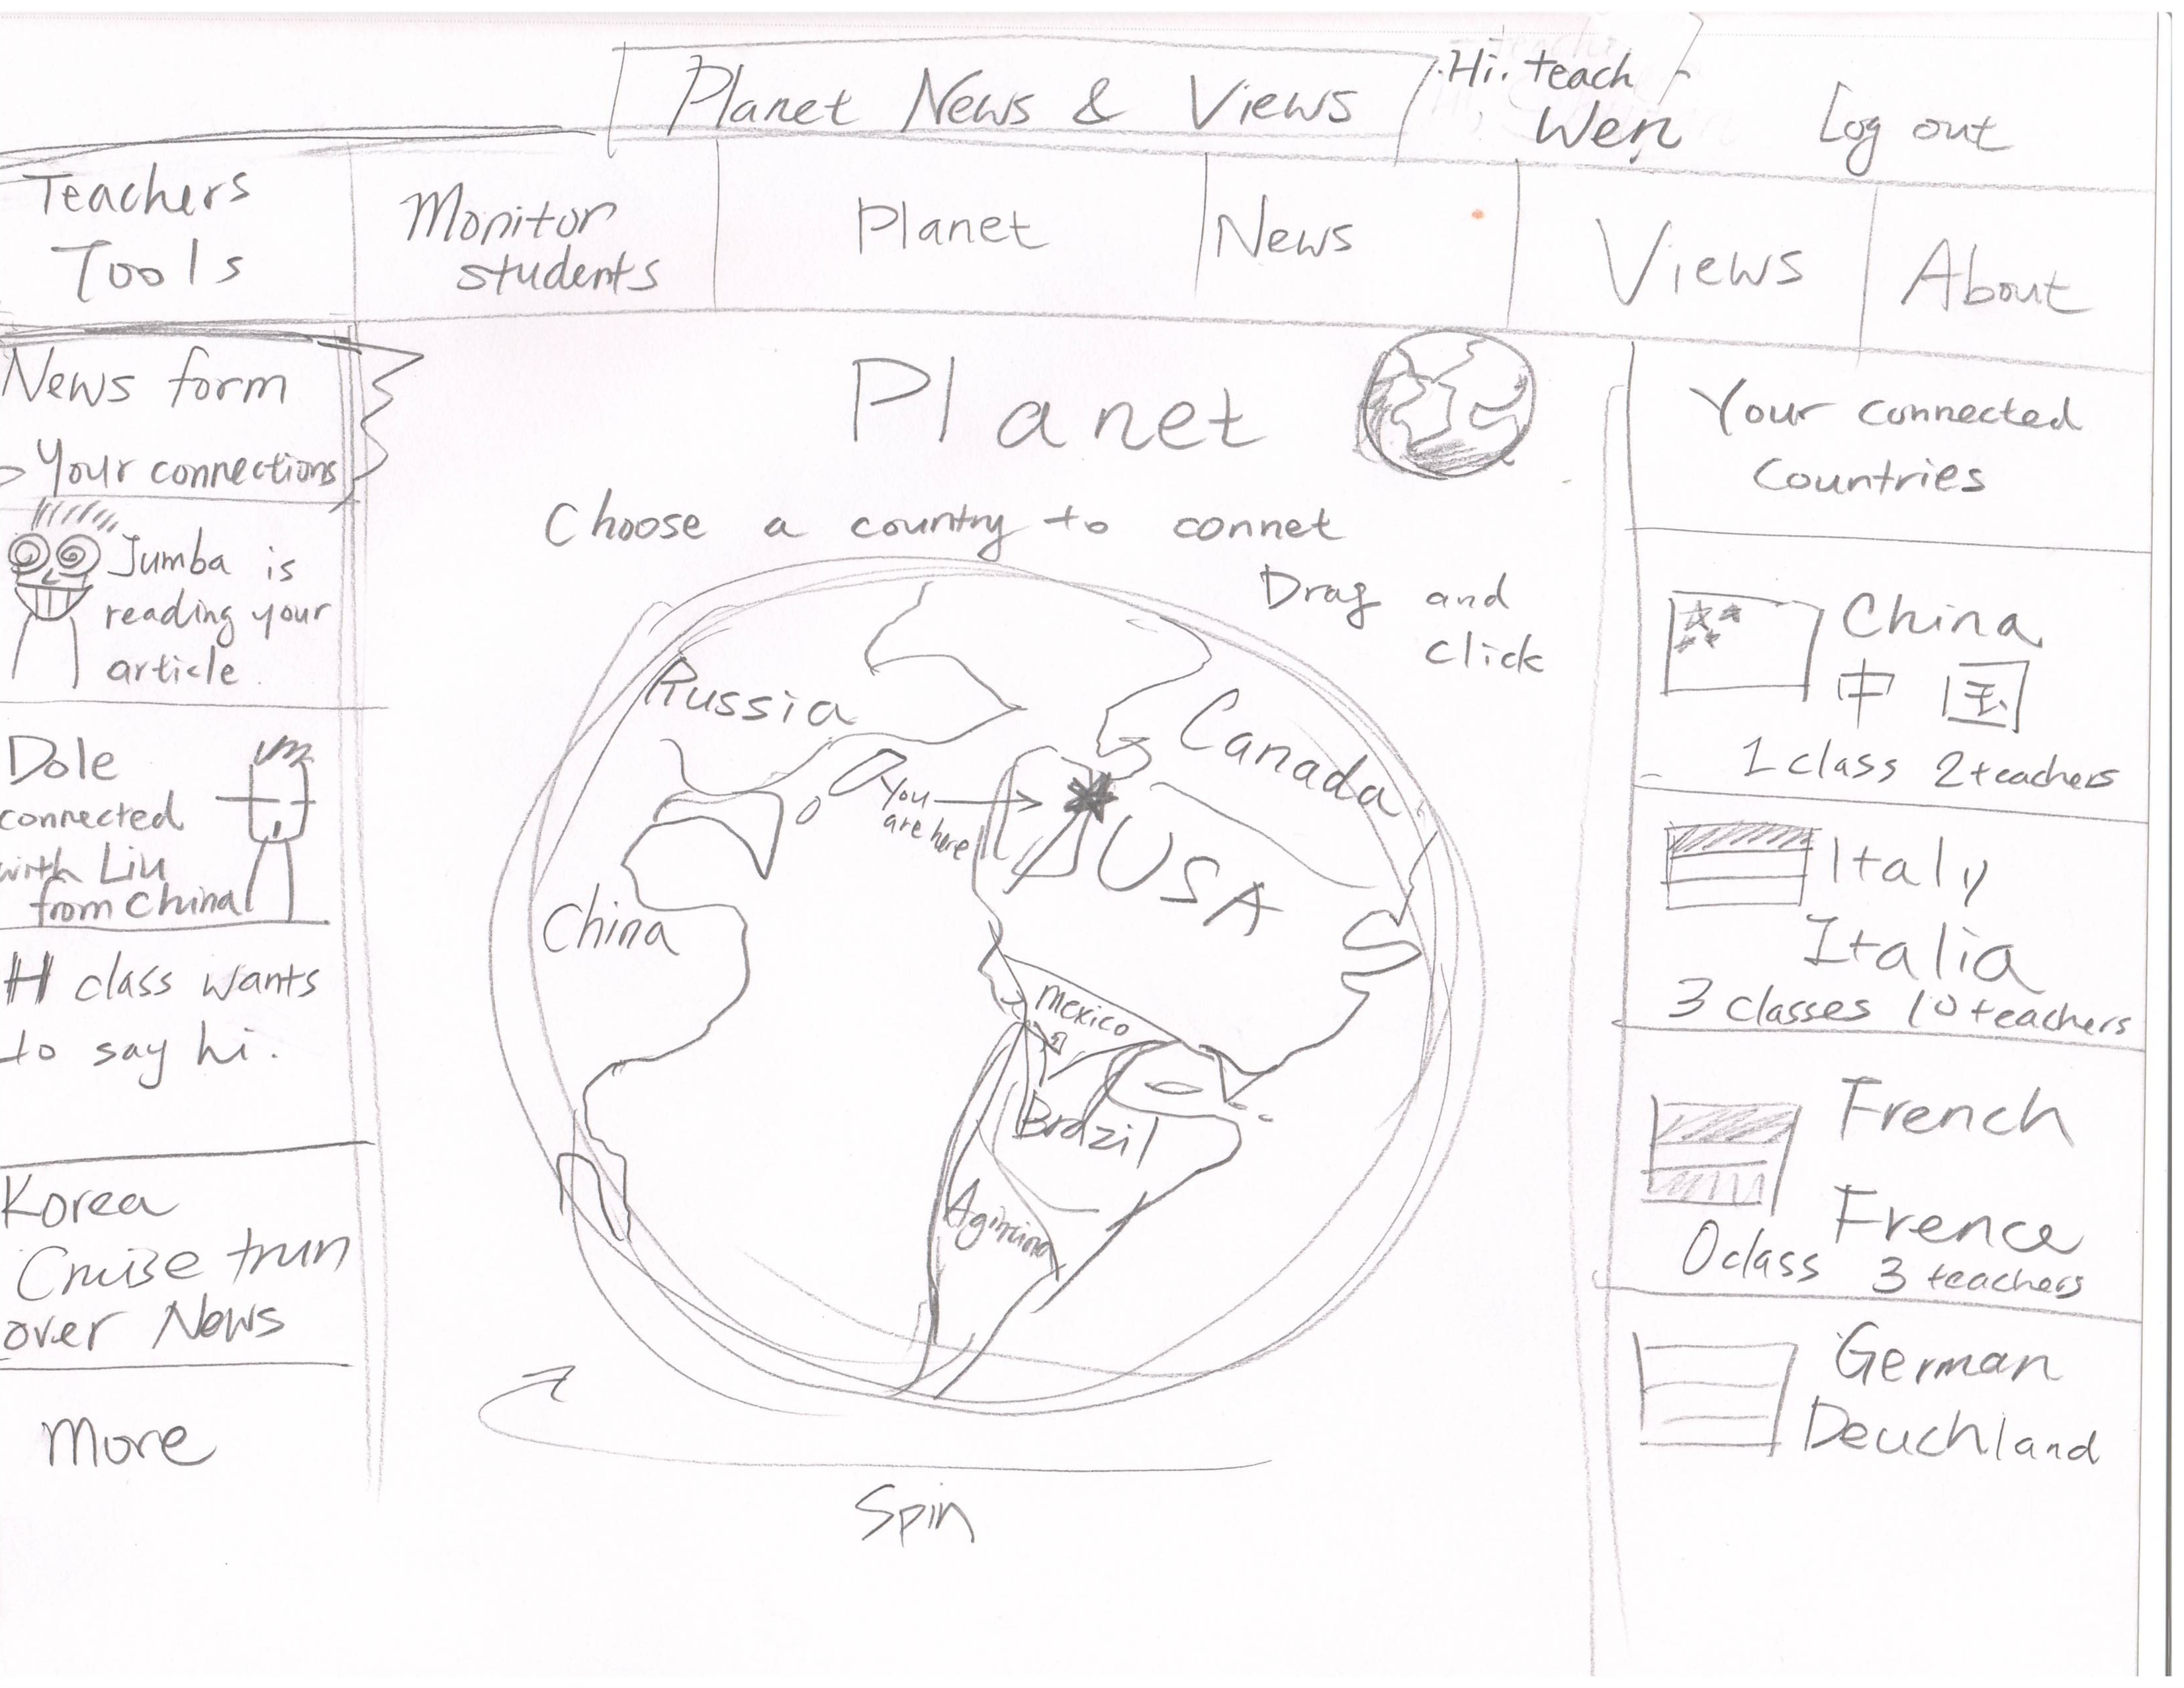 Planet News & Views
Hi. teach
Wen
Log out
Teachers
Tools
Monitor
students
Planet
News
Views
About
News form
Your connections
Jumba is
reading your
article.
Dole
connected
with Liu
from China
H class wants
to say hi.
Korea
Cruise trun
over News
More
Planet
Choose a country to connet
Drag and
click
Russia
Canada
You
are here
USA
China
Mexico
Brazil
Spin
Your connected
Countries
China
中国
1 class 2 teachers
Italy
Italia
3 classes 10 teachers
French
Frence
0 class 3 teachers
German
Deuchland